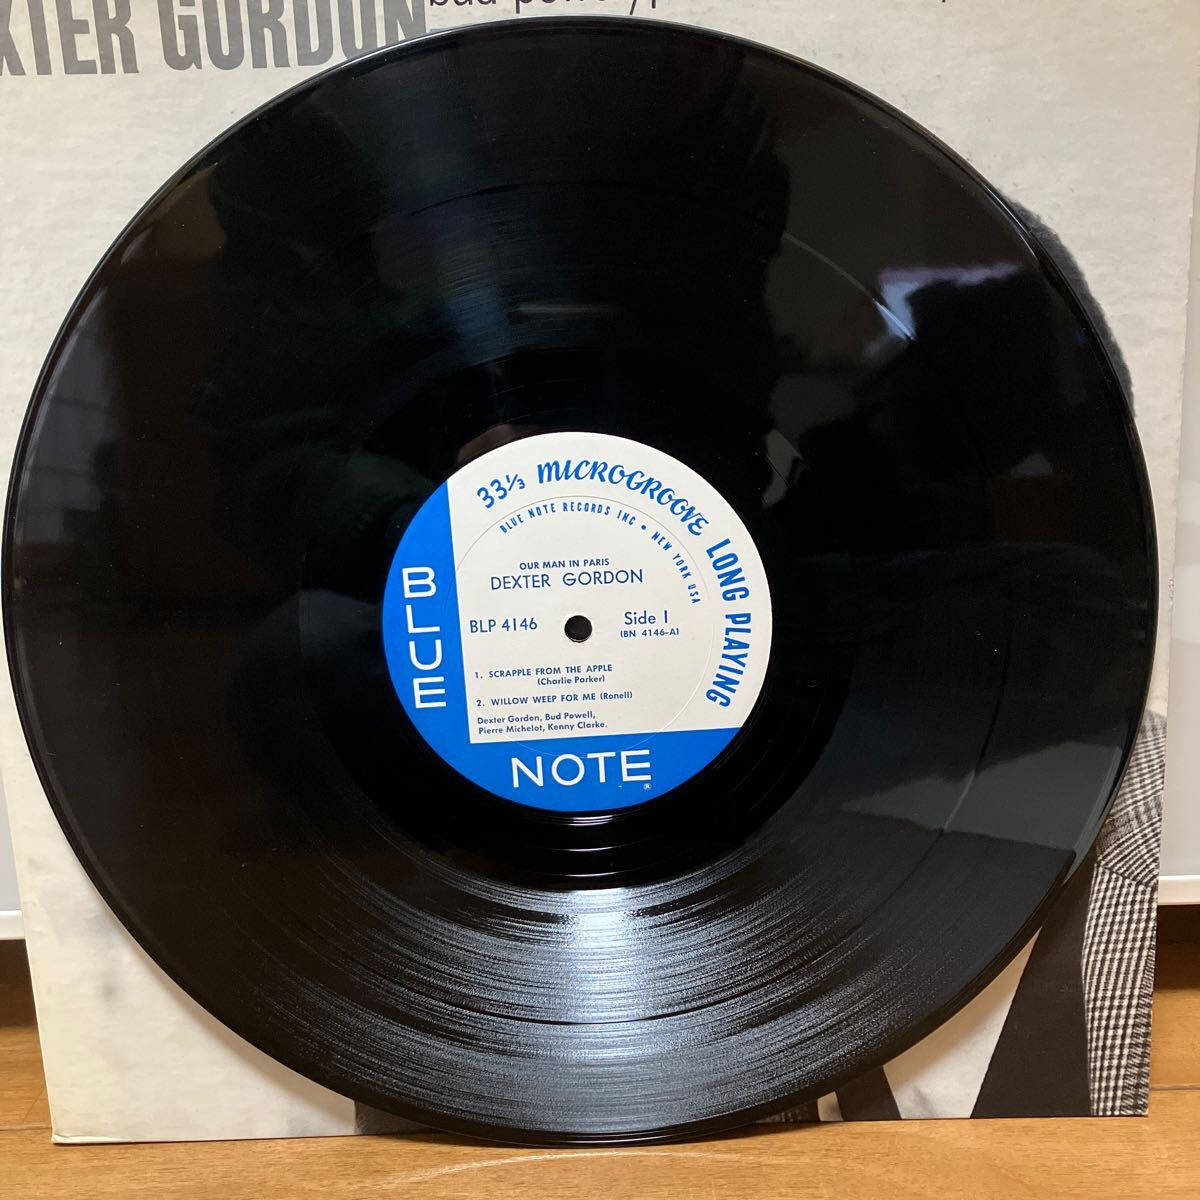 XTER GORDON
33⅓ MICROGROOVE LONG PLAYING
BLUE NOTE RECORDS INC • NEW YORK USA
OUR MAN IN PARIS
DEXTER GORDON
BLP 4146
Side 1
(BN 4146-A)
1. SCRAPPLE FROM THE APPLE
(Charlie Parker)
2. WILLOW WEEP FOR ME (Ronell)
Dexter Gordon, Bud Powell,
Pierre Michelot, Kenny Clarke.
BLUE
NOTE
®